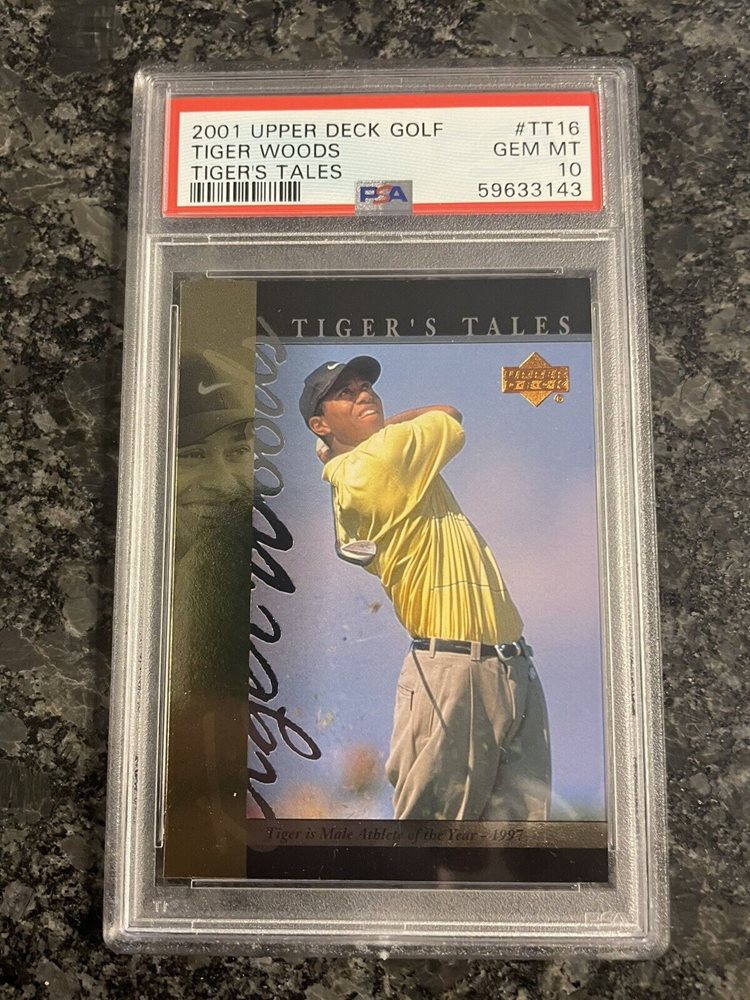 2001 UPPER DECK GOLF #TT16
TIGER WOODS GEM MT
TIGER'S TALES 10
PSA 59633143
TIGER'S TALES
UPPER DECK
®
Tiger Woods
Tiger is Male Athlete of the Year - 1997